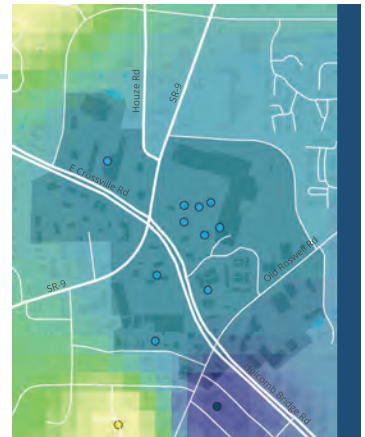 Houze Rd
SR-9
E Crossville Rd
Old Roswell Rd
SR-9
Holcomb Bridge Rd